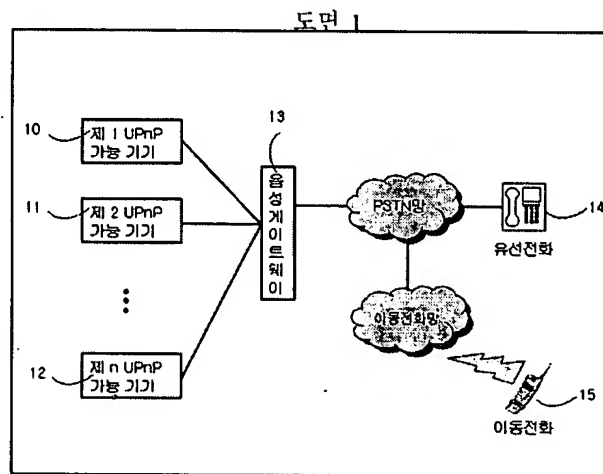 도면 1
10
제 1 UPnP
가능 기기
11
제 2 UPnP
가능 기기
12
제 n UPnP
가능 기기
13
음성게이트웨이
PSTN망
14
유선전화
이동전화망
15
이동전화